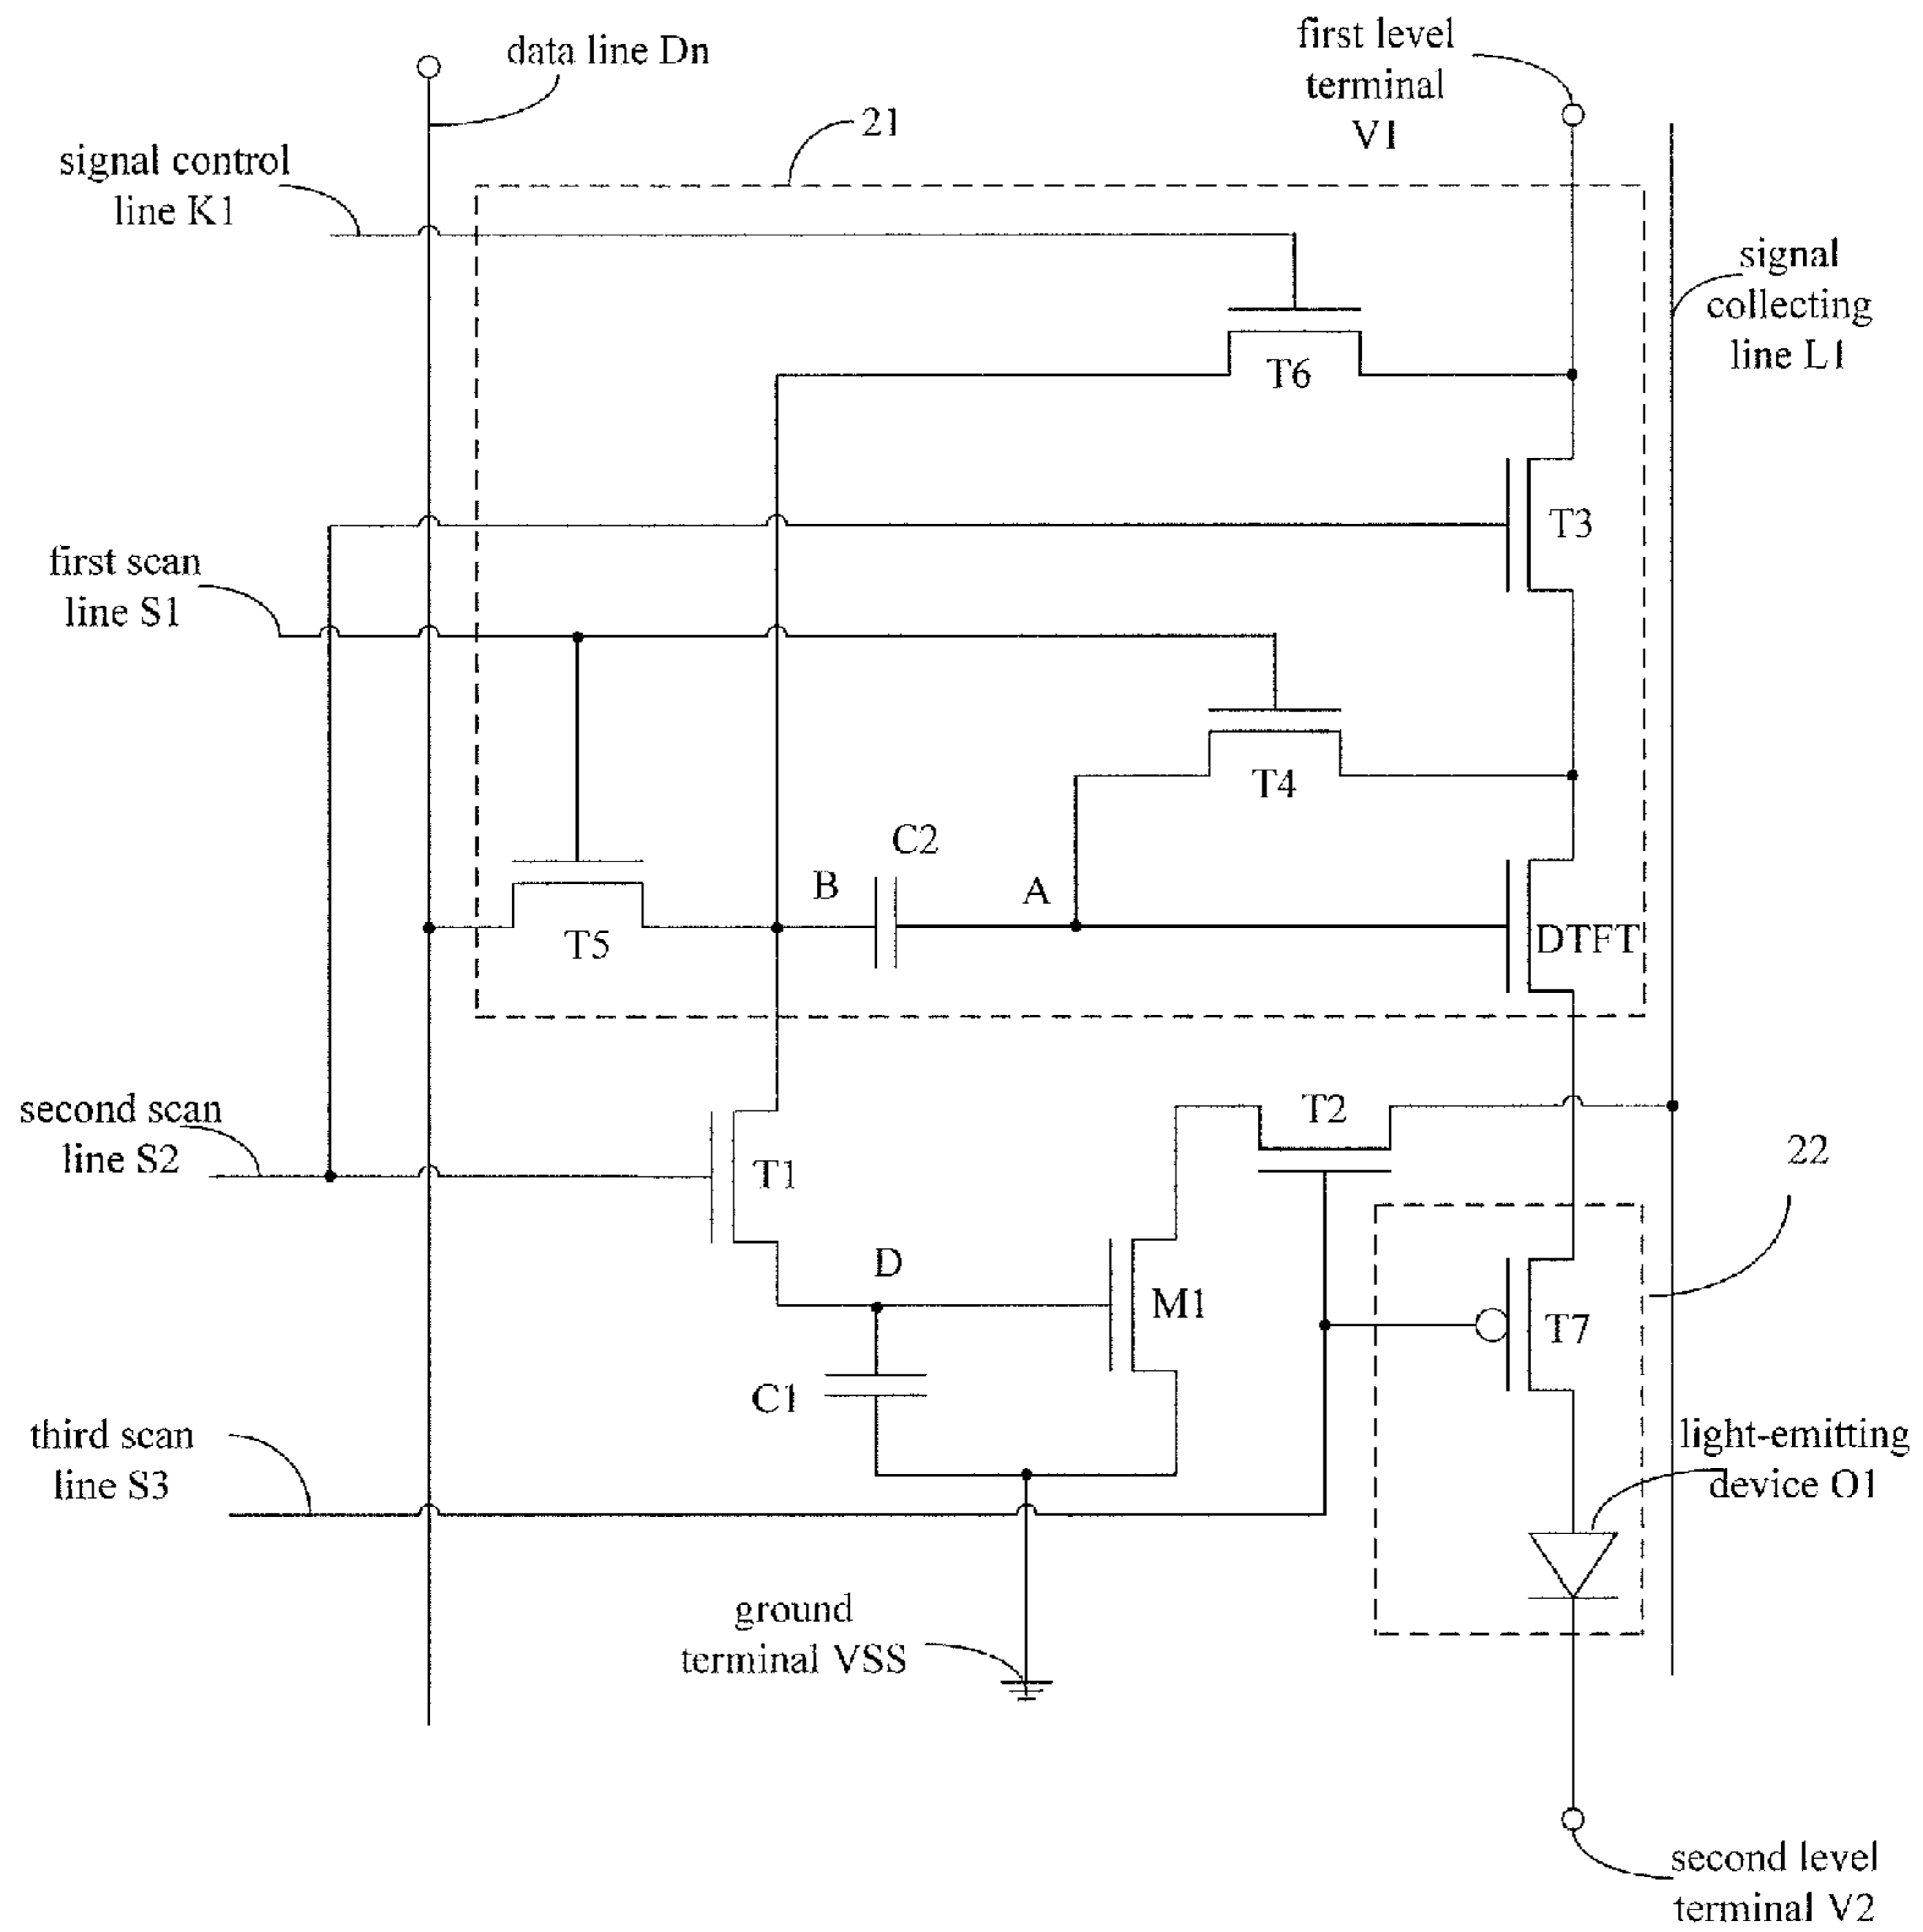 data line Dn
first level
terminal
V1
21
signal control
line K1
signal
collecting
line L1
T6
T3
first scan
line S1
T4
C2
B
A
T5
DTFT
second scan
line S2
T2
22
T1
D
M1
T7
C1
third scan
line S3
light-emitting
device O1
ground
terminal VSS
second level
terminal V2